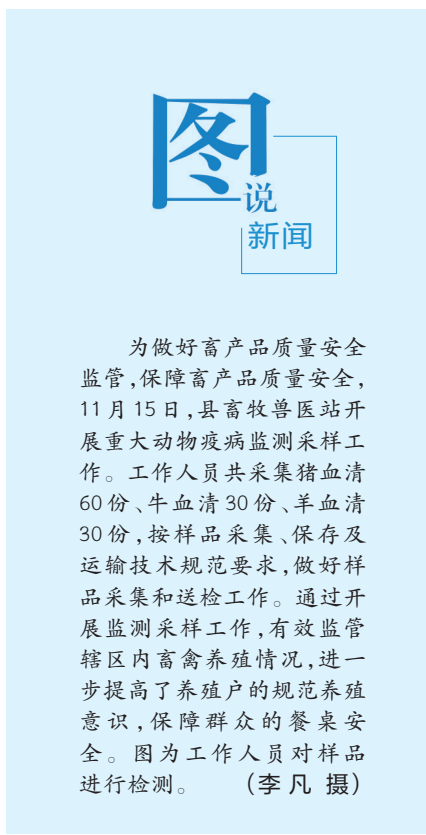 图
说
新闻
为做好畜产品质量安全
监管,保障畜产品质量安全,
11月15日,县畜牧兽医站开
展重大动物疫病监测采样工
作。工作人员共采集猪血清
60份、牛血清30份、羊血清
30份,按样品采集、保存及
运输技术规范要求,做好样
品采集和送检工作。通过开
展监测采样工作,有效监管
辖区内畜禽养殖情况,进一
步提高了养殖户的规范养殖
意识,保障群众的餐桌安
全。图为工作人员对样品
进行检测。 (李凡 摄)